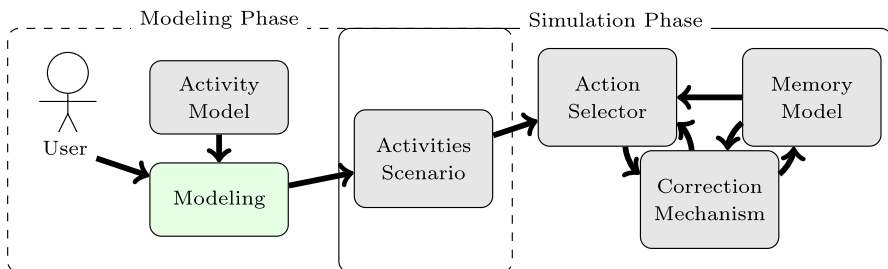 Modeling Phase
Simulation Phase
User
Activity
Model
Modeling
Activities
Scenario
Action
Selector
Memory
Model
Correction
Mechanism